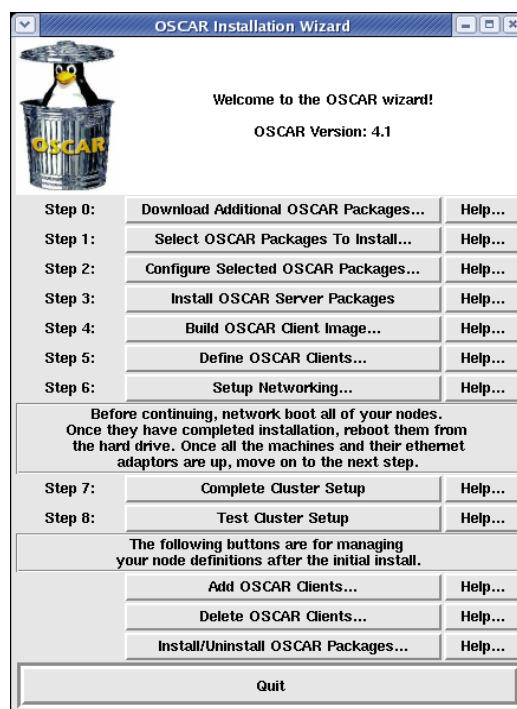 OSCAR Installation Wizard
OSCAR
Welcome to the OSCAR wizard!
OSCAR Version: 4.1
Step 0: Download Additional OSCAR Packages... Help...
Step 1: Select OSCAR Packages To Install... Help...
Step 2: Configure Selected OSCAR Packages... Help...
Step 3: Install OSCAR Server Packages Help...
Step 4: Build OSCAR Client Image... Help...
Step 5: Define OSCAR Clients... Help...
Step 6: Setup Networking... Help...
Before continuing, network boot all of your nodes.
Once they have completed installation, reboot them from
the hard drive. Once all the machines and their ethernet
adaptors are up, move on to the next step.
Step 7: Complete Cluster Setup Help...
Step 8: Test Cluster Setup Help...
The following buttons are for managing
your node definitions after the initial install.
Add OSCAR Clients... Help...
Delete OSCAR Clients... Help...
Install/Uninstall OSCAR Packages... Help...
Quit